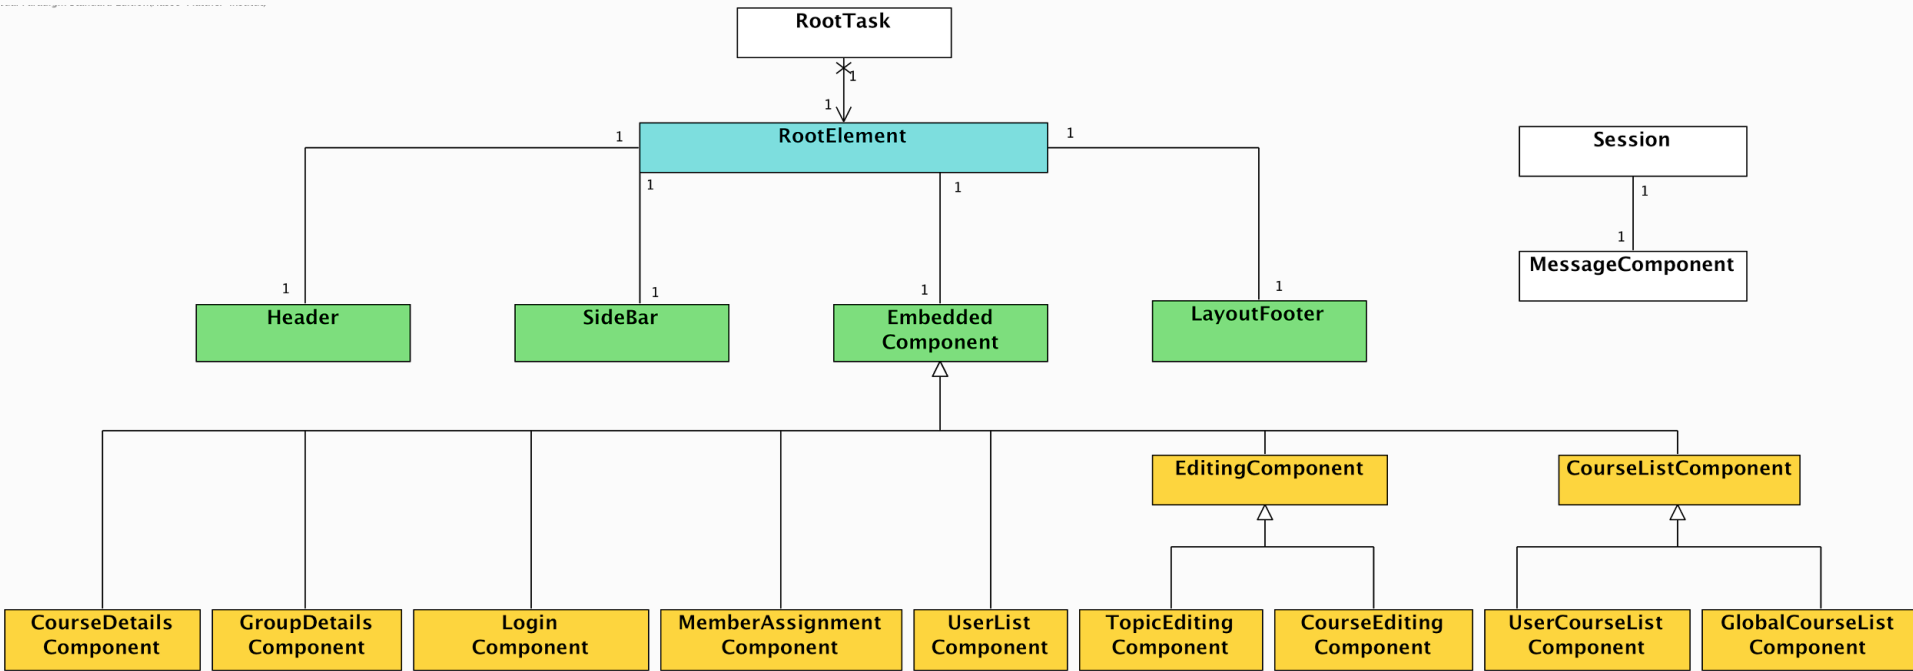 RootTask
1
1
RootElement
1
1
1
1
Session
1
1
MessageComponent
1
1
1
1
Header
SideBar
Embedded
Component
LayoutFooter
EditingComponent
CourseListComponent
CourseDetails
Component
GroupDetails
Component
Login
Component
MemberAssignment
Component
UserList
Component
TopicEditing
Component
CourseEditing
Component
UserCourseList
Component
GlobalCourseList
Component